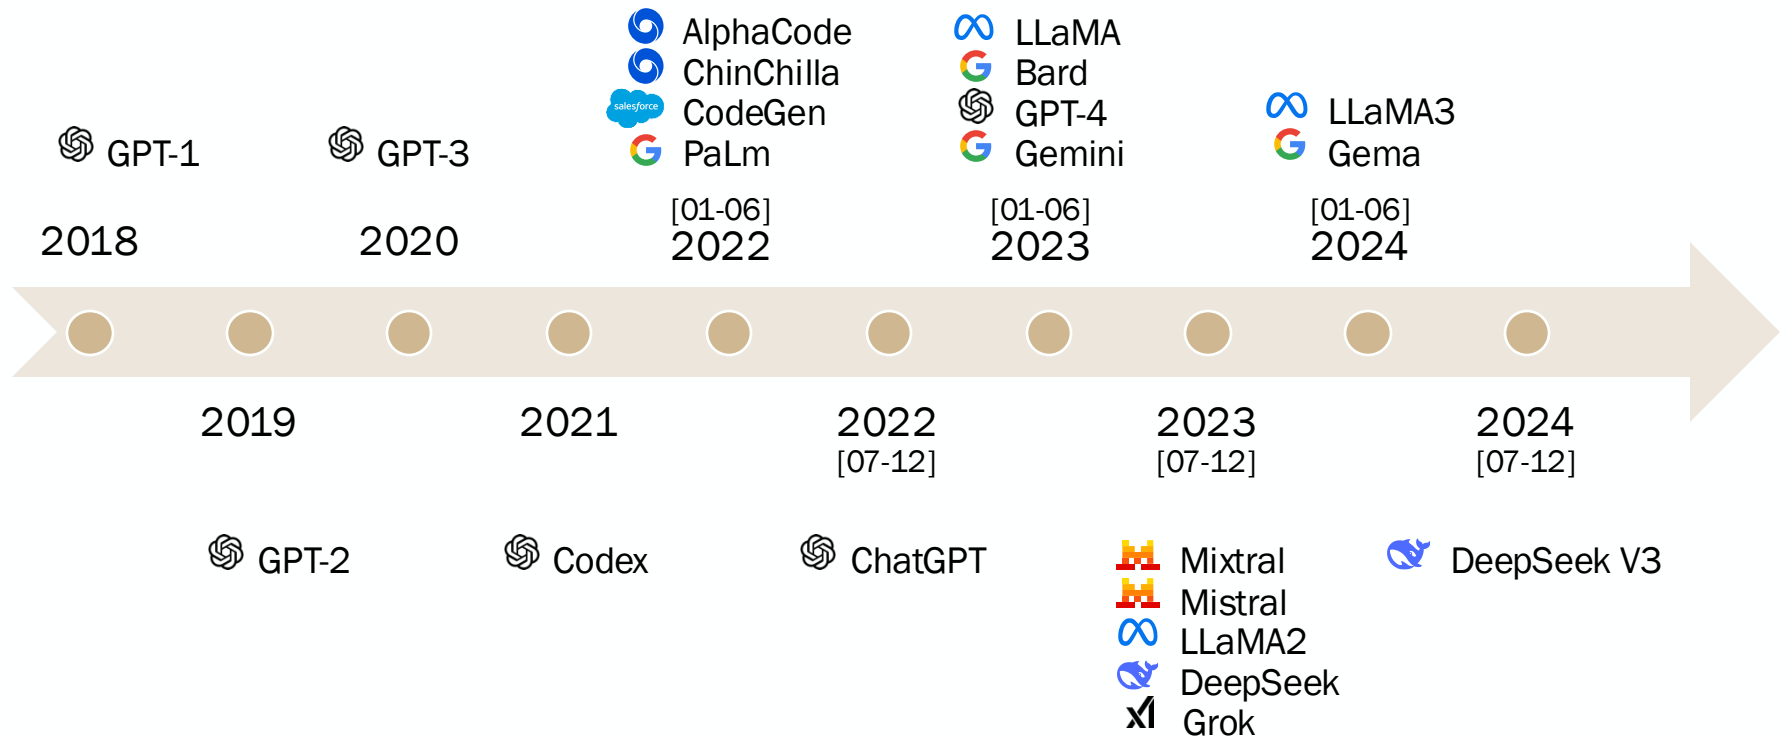 AlphaCode
ChinChilla
salesforce CodeGen
PaLm
LLaMA
Bard
GPT-4
Gemini
LLaMA3
Gema
GPT-1
GPT-3
[01-06]
[01-06]
[01-06]
2018
2020
2022
2023
2024
2019
2021
2022
2023
2024
[07-12]
[07-12]
[07-12]
GPT-2
Codex
ChatGPT
Mixtral
Mistral
LLaMA2
DeepSeek
xI Grok
DeepSeek V3